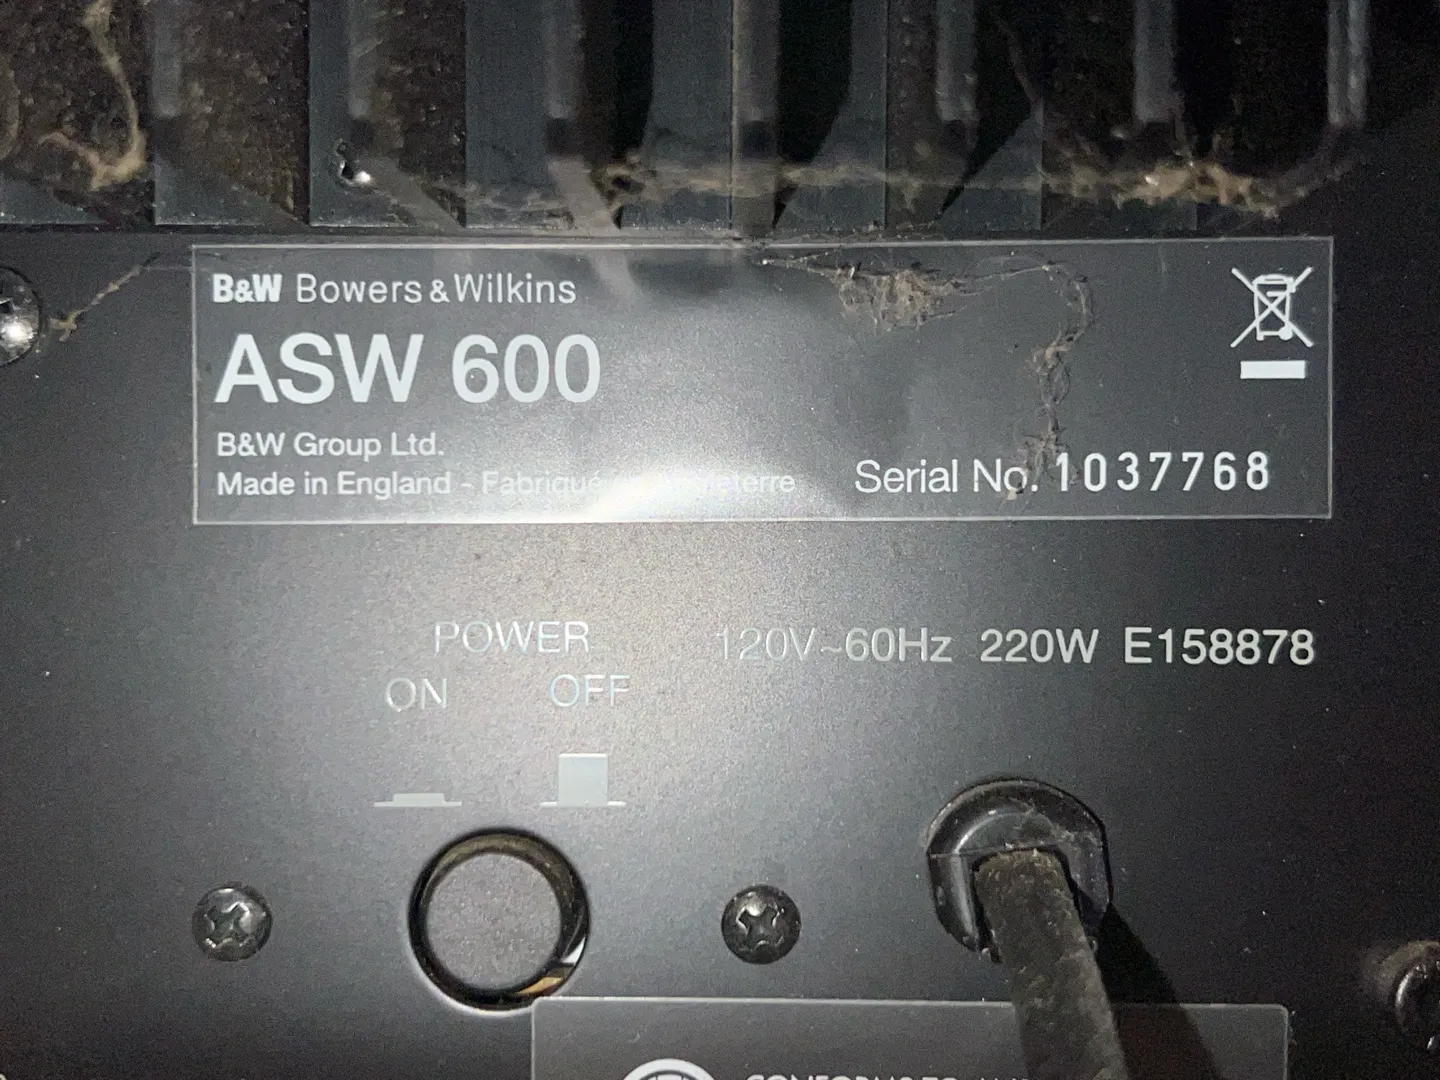 B&W Bowers & Wilkins
ASW 600
B&W Group Ltd.
Made in England - Fabriqué Angleterre
Serial No. 1037768
POWER
ON OFF
120V~60Hz 220W E158878